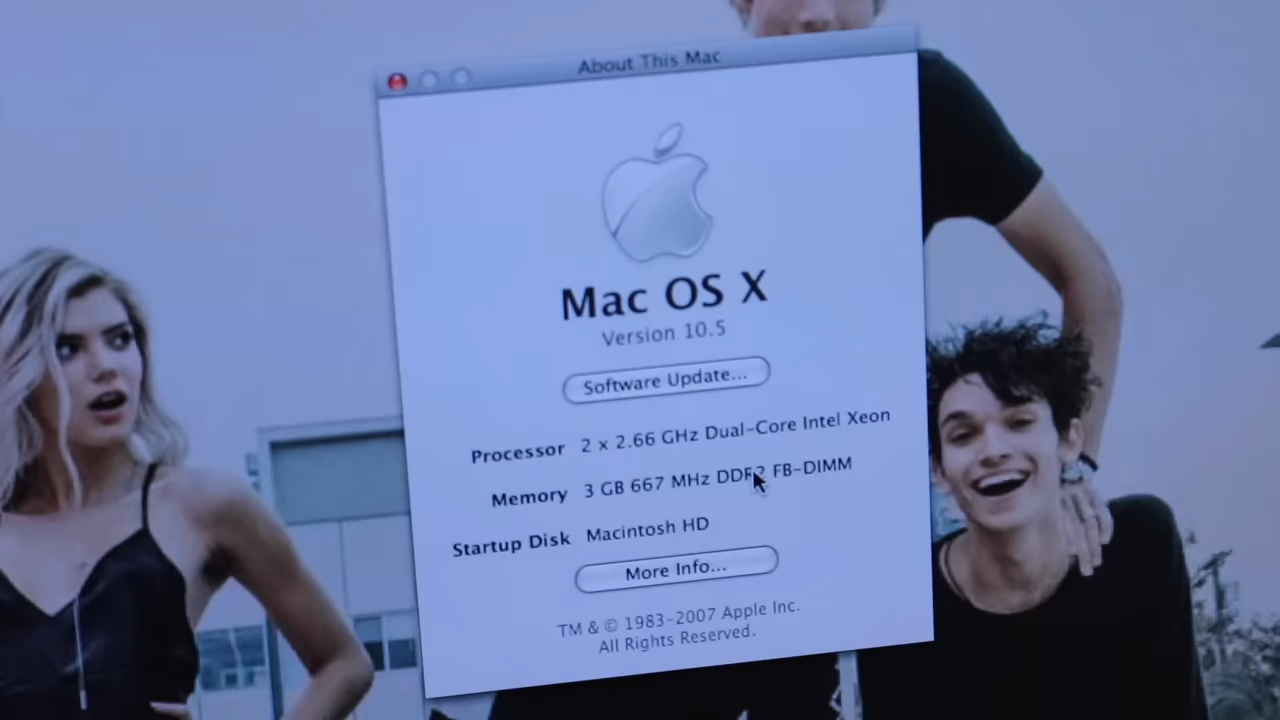 About This Mac
Mac OS X
Version 10.5
Software Update...
Processor 2 x 2.66 GHz Dual-Core Intel Xeon
Memory 3 GB 667 MHz DDR2 FB-DIMM
Startup Disk Macintosh HD
More Info...
TM & © 1983-2007 Apple Inc.
All Rights Reserved.